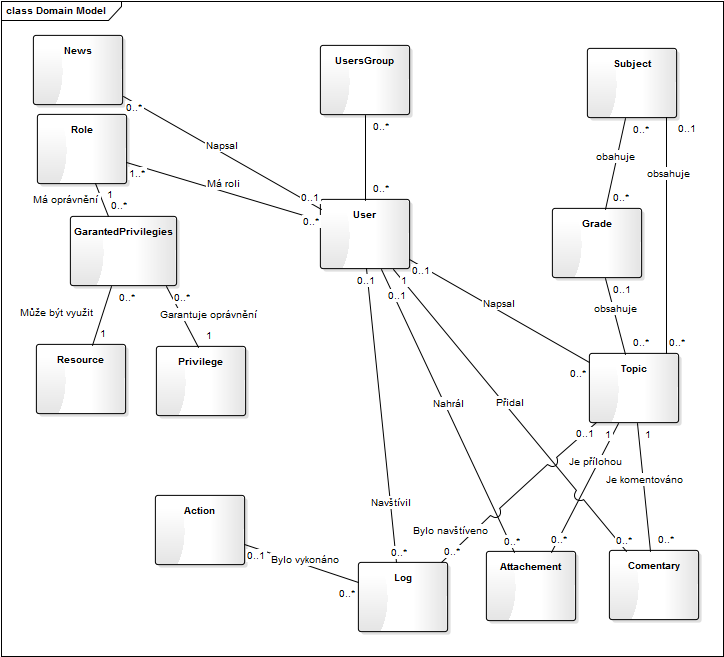 class Domain Model
News
UsersGroup
Subject
0..*
Role
0..*
0..*
0..1
Napsal
obahuje
1..*
Má roli
obsahuje
Má oprávnění
1
0..*
0..*
0..1
0..*
0..*
User
GarantedPrivilegies
Grade
0..1
0..1
0..1
1
0..1
0..*
0..*
Může být využit
Garantuje oprávnění
Napsal
obsahuje
1
1
0..*
0..*
Resource
Privilege
Topic
0..*
Nahrál
Přidal
0..1
1
1
Je přílohou
Je komentováno
Navštívil
Action
Bylo navštíveno
0..*
0..*
0..*
0..*
0..*
0..1
Bylo vykonáno
0..*
Log
Attachement
Comentary